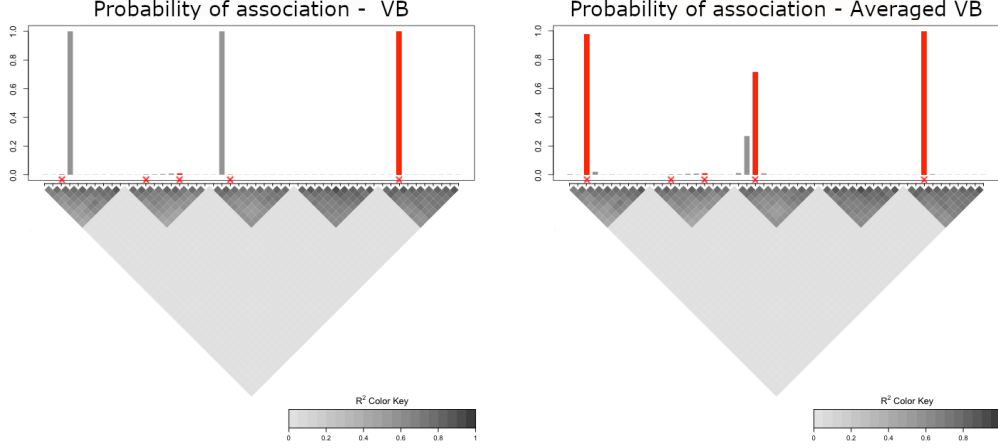 Probability of association - VB
1.0
0.8
0.6
0.4
0.2
0.0
R2 Color Key
0 0.2 0.4 0.6 0.8 1
Probability of association - Averaged VB
1.0
0.8
0.6
0.4
0.2
0.0
R2 Color Key
0 0.2 0.4 0.6 0.8